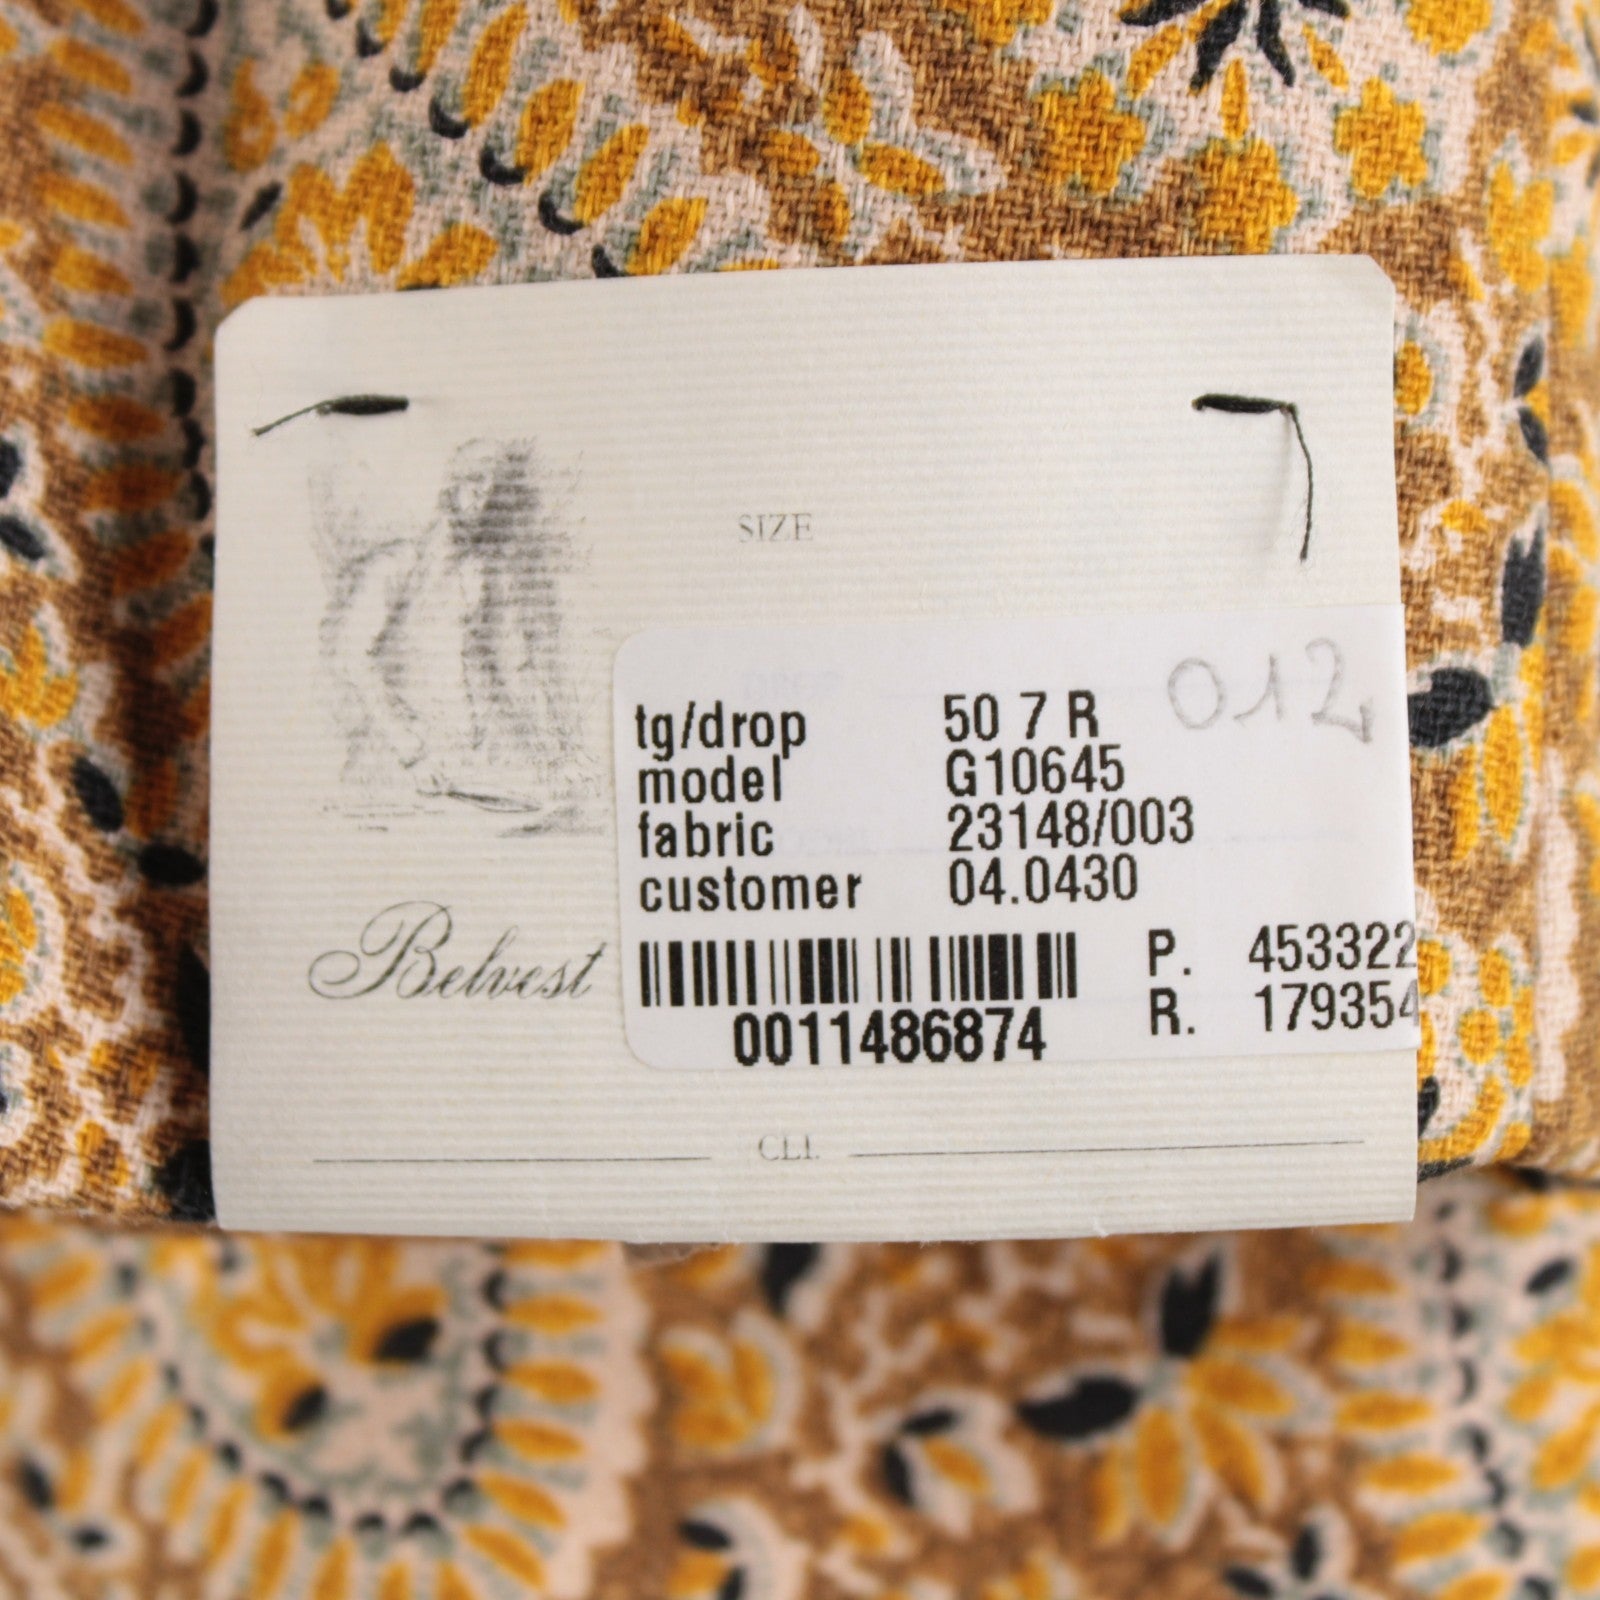 SIZE
012
tg/drop 50 7 R
model G10645
fabric 23148/003
customer 04.0430
Belvest
P. 453322
R. 179354
0011486874
CLI.